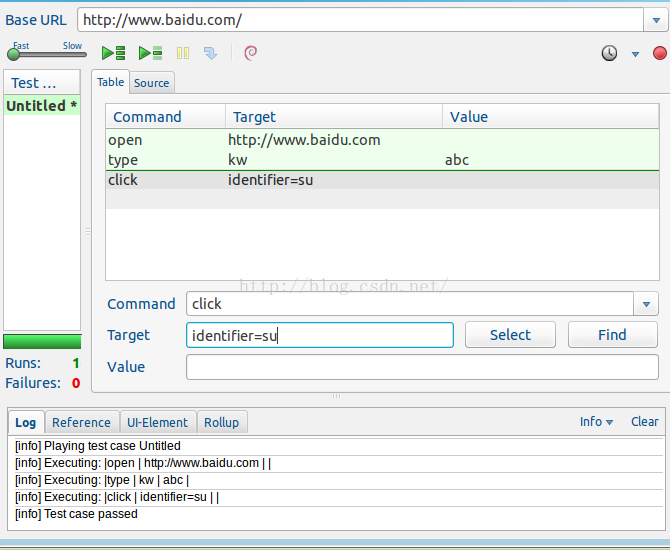 Base URL http://www.baidu.com/
Fast Slow
Test ... Table Source
Untitled *
Command Target Value
open http://www.baidu.com
type kw abc
click identifier=su
http://blog.csdn.net/
Command click
Target identifier=su Select Find
Value
Runs: 1
Failures: 0
Log Reference UI-Element Rollup Info Clear
[info] Playing test case Untitled
[info] Executing: |open | http://www.baidu.com | |
[info] Executing: |type | kw | abc |
[info] Executing: |click | identifier=su | |
[info] Test case passed